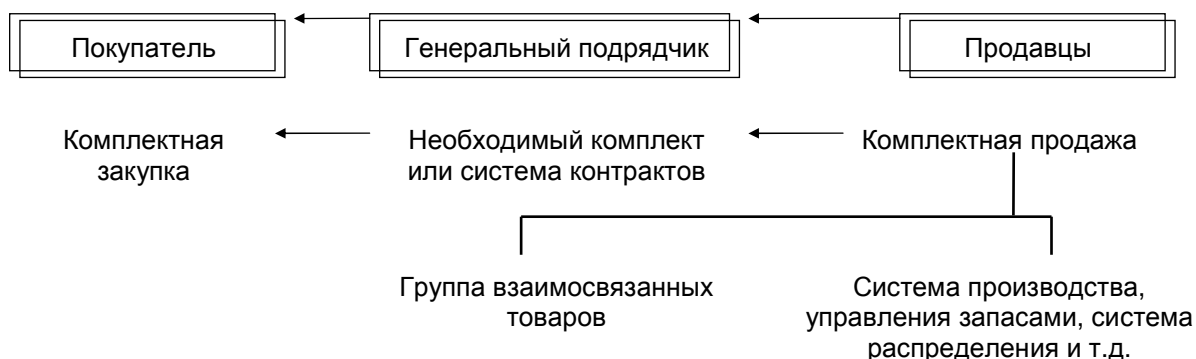 Покупатель
Генеральный подрядчик
Продавцы
Комплектная
закупка
Необходимый комплект
или система контрактов
Комплектная продажа
Группа взаимосвязанных
товаров
Система производства,
управления запасами, система
распределения и т.д.